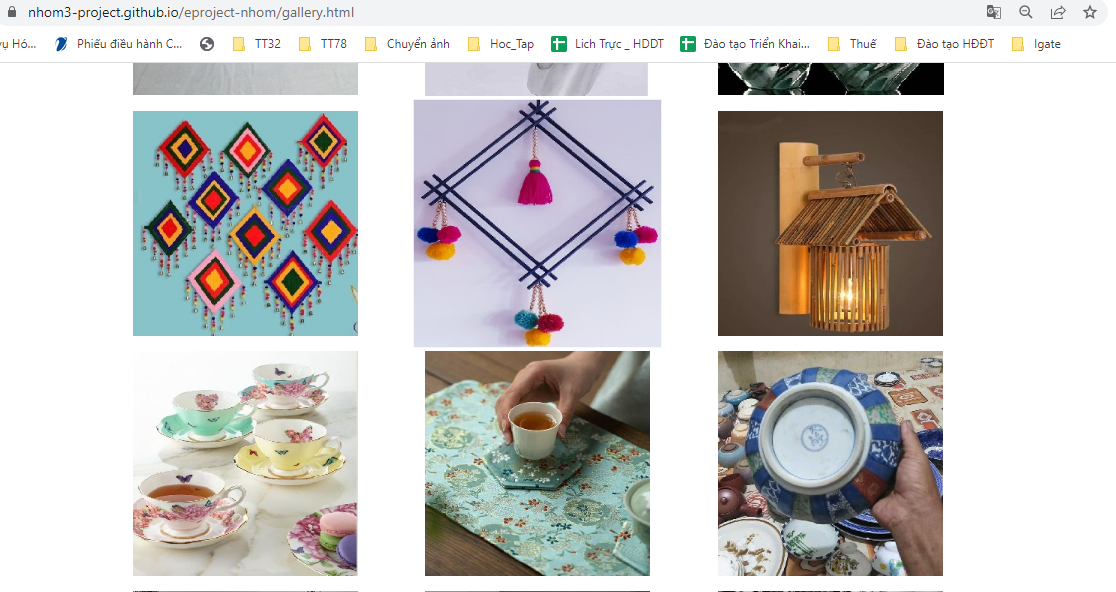 nhom3-project.github.io/eproject-nhom/gallery.html
vụ Hó... Phiếu điều hành C... TT32 TT78 Chuyển ảnh Hoc_Tap Lich Trực _ HDDT Đào tạo Triển Khai... Thuế Đào tạo HĐĐT Igate